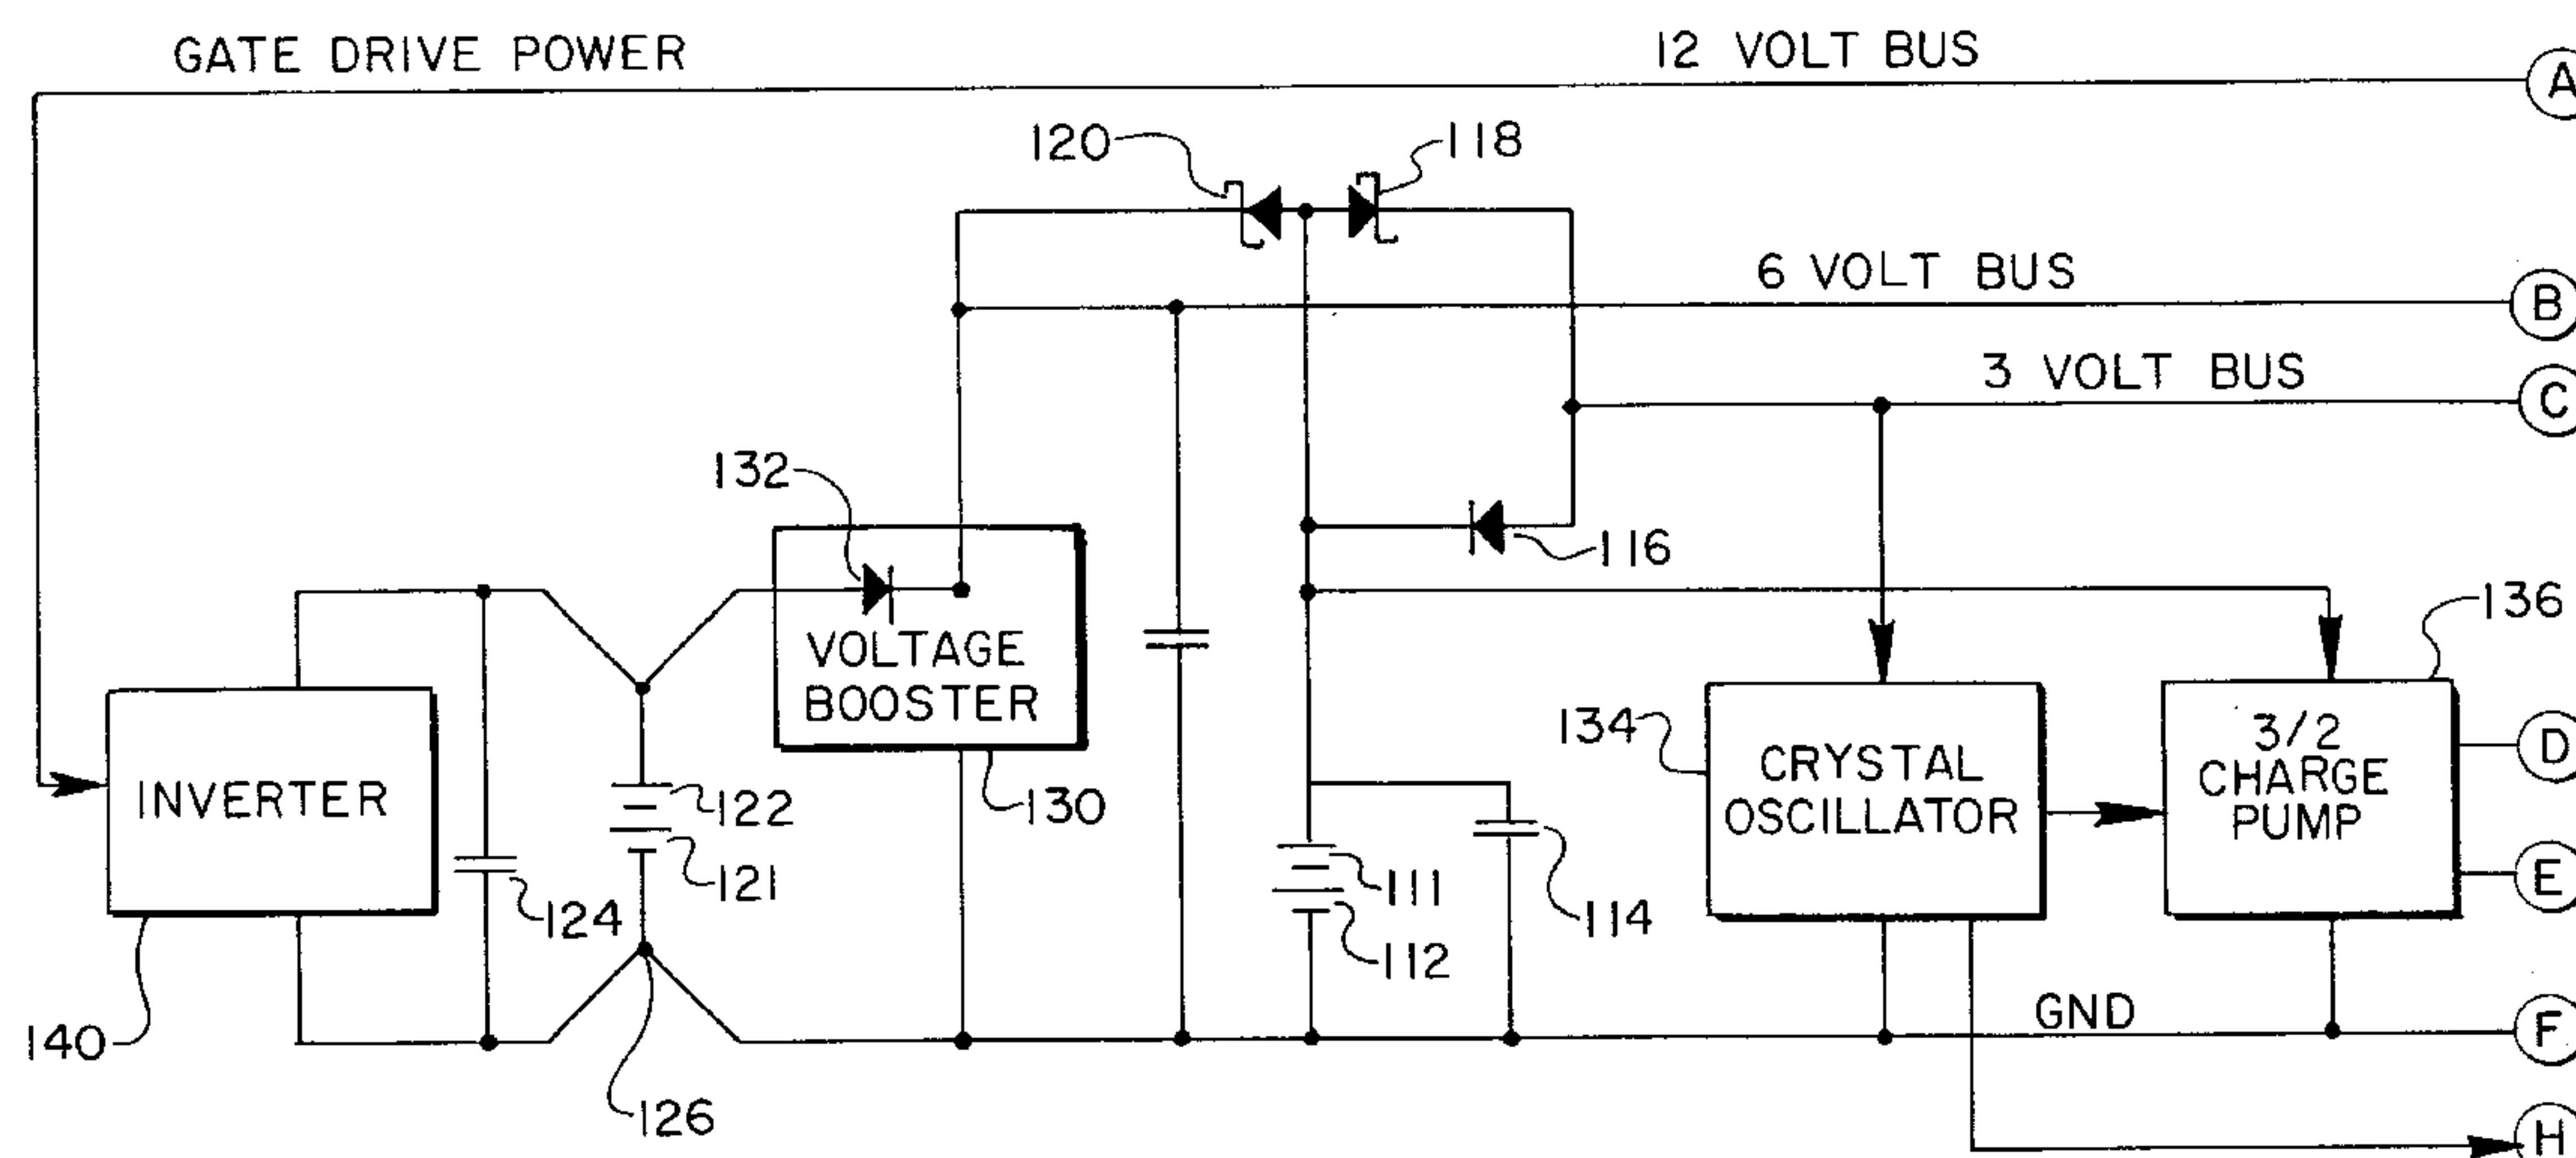 GATE DRIVE POWER
12 VOLT BUS
A
120
118
6 VOLT BUS
B
3 VOLT BUS
C
132
116
136
VOLTAGE
BOOSTER
134
3/2
CHARGE
PUMP
D
CRYSTAL
OSCILLATOR
INVERTER
122
130
121
111
E
124
114
112
GND
F
140
126
H